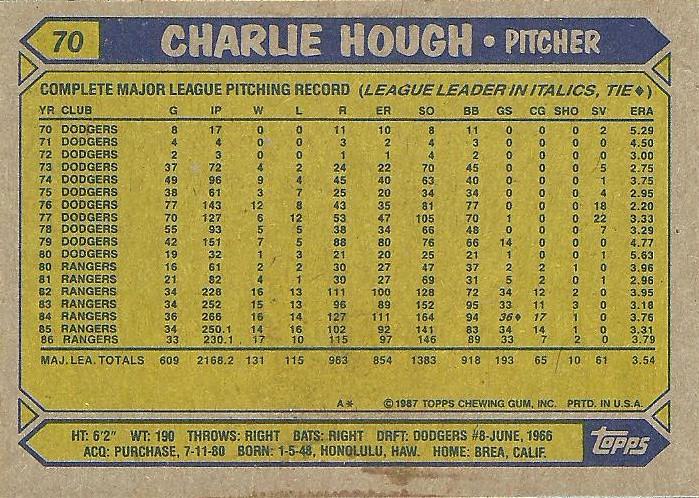 70 CHARLIE HOUGH • PITCHER
COMPLETE MAJOR LEAGUE PITCHING RECORD (LEAGUE LEADER IN ITALICS, TIE♦)
YR CLUB G IP W L R ER SO BB GS CG SHO SV ERA
70 DODGERS 8 17 0 0 11 10 8 11 0 0 0 2 5.29
71 DODGERS 4 4 0 0 3 2 4 3 0 0 0 0 4.50
72 DODGERS 2 3 0 0 1 1 4 2 0 0 0 0 3.00
73 DODGERS 37 72 4 2 24 22 70 45 0 0 0 5 2.75
74 DODGERS 49 96 9 4 45 40 63 40 0 0 0 1 3.75
75 DODGERS 38 61 3 7 25 20 34 34 0 0 0 4 2.95
76 DODGERS 77 143 12 8 43 35 81 77 0 0 0 18 2.20
77 DODGERS 70 127 6 12 53 47 105 70 1 0 0 22 3.33
78 DODGERS 55 93 5 5 38 34 66 48 0 0 0 7 3.29
79 DODGERS 42 151 7 5 88 80 76 66 14 0 0 0 4.77
80 DODGERS 19 32 1 3 21 20 25 21 1 0 0 1 5.63
80 RANGERS 16 61 2 2 30 27 47 37 2 2 1 0 3.96
81 RANGERS 21 82 4 1 30 27 69 31 5 2 0 1 2.96
82 RANGERS 34 228 16 13 111 100 128 72 34 12 2 0 3.95
83 RANGERS 34 252 15 13 96 89 152 95 33 11 3 0 3.18
84 RANGERS 36 266 16 14 127 111 164 94 36♦ 17 1 0 3.76
85 RANGERS 34 250.1 14 16 102 92 141 83 34 14 1 0 3.31
86 RANGERS 33 230.1 17 10 115 97 146 89 33 7 2 0 3.79
MAJ. LEA. TOTALS 609 2168.2 131 115 963 854 1383 918 193 65 10 61 3.54
A* ©1987 TOPPS CHEWING GUM, INC. PRTD. IN U.S.A.
HT: 6'2" WT: 190 THROWS: RIGHT BATS: RIGHT DRFT: DODGERS #8-JUNE, 1966
ACQ: PURCHASE, 7-11-80 BORN: 1-5-48, HONOLULU, HAW. HOME: BREA, CALIF.
TOPPS